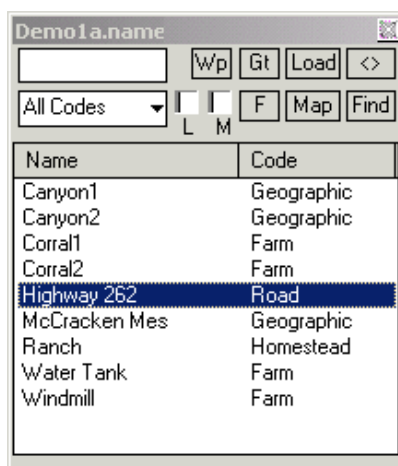 Demo1a.name
Wp Gt Load <>
All Codes F Map Find
L M
Name Code
Canyon1 Geographic
Canyon2 Geographic
Corral1 Farm
Corral2 Farm
Highway 262 Road
McCracken Mes Geographic
Ranch Homestead
Water Tank Farm
Windmill Farm